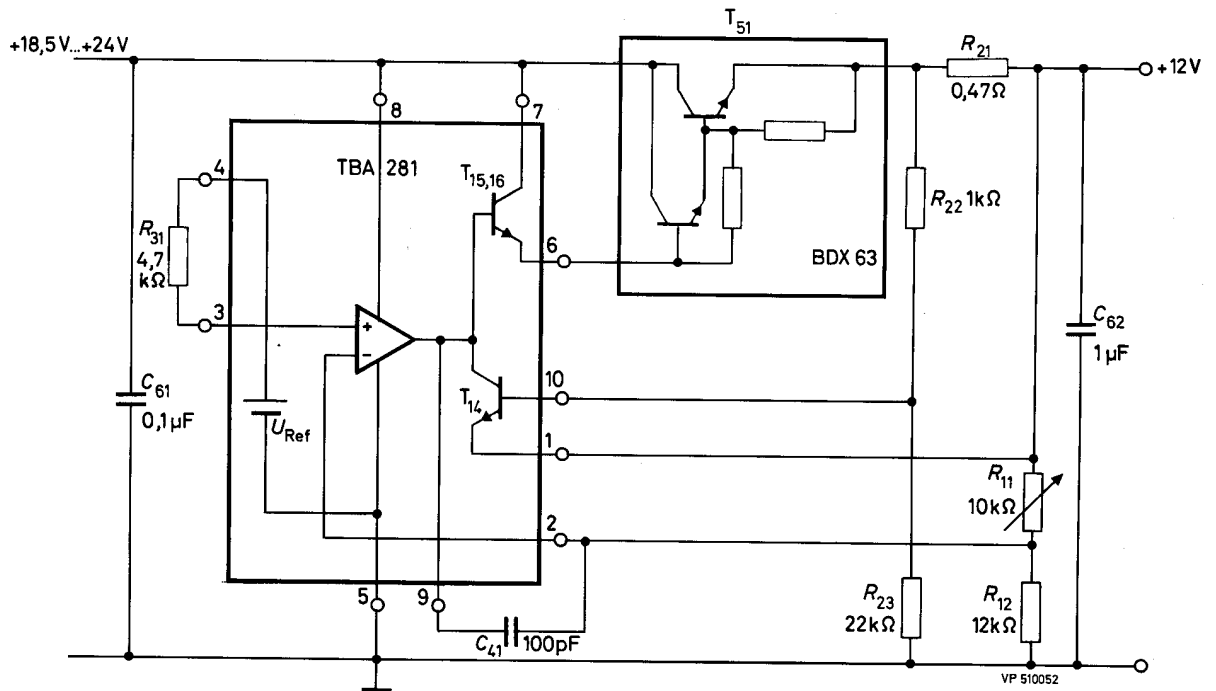 T51
+18,5V...+24V
R21
0,47Ω
+12V
8
7
4
TBA 281
T15,16
R22 1kΩ
R31
4,7
kΩ
6
BDX 63
3
+
−
C62
1µF
C61
0,1µF
10
T14
URef
1
R11
10kΩ
2
5
9
R23
22kΩ
R12
12kΩ
C41
100pF
VP 510052